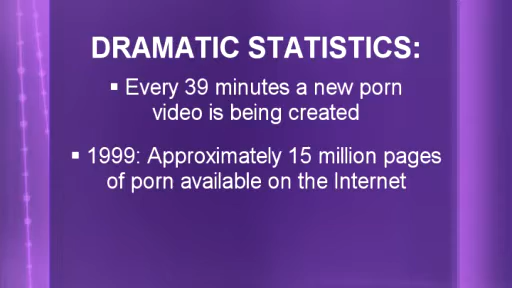 DRAMATIC STATISTICS:
▪ Every 39 minutes a new porn
video is being created
▪ 1999: Approximately 15 million pages
of porn available on the Internet